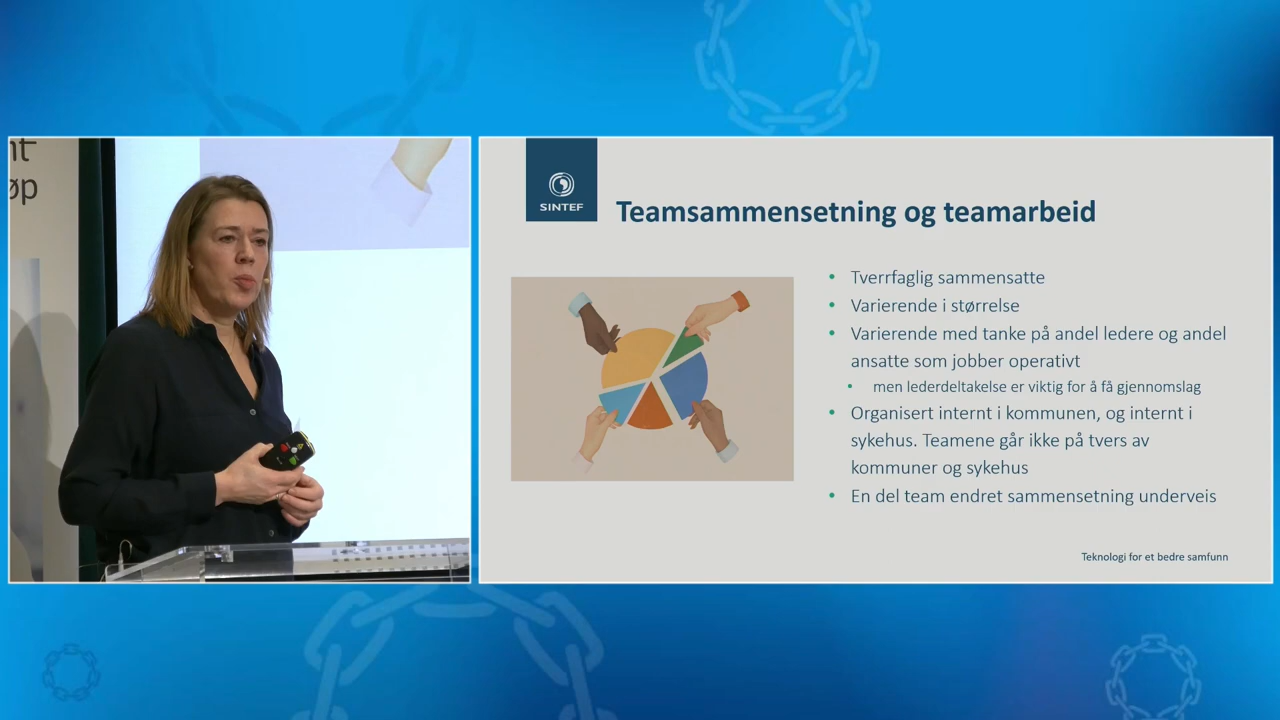 øp
SINTEF
Teamsammensetning og teamarbeid
• Tverrfaglig sammensatte
• Varierende i størrelse
• Varierende med tanke på andel ledere og andel
ansatte som jobber operativt
• men lederdeltakelse er viktig for å få gjennomslag
• Organisert internt i kommunen, og internt i
sykehus. Teamene går ikke på tvers av
kommuner og sykehus
• En del team endret sammensetning underveis
Teknologi for et bedre samfunn